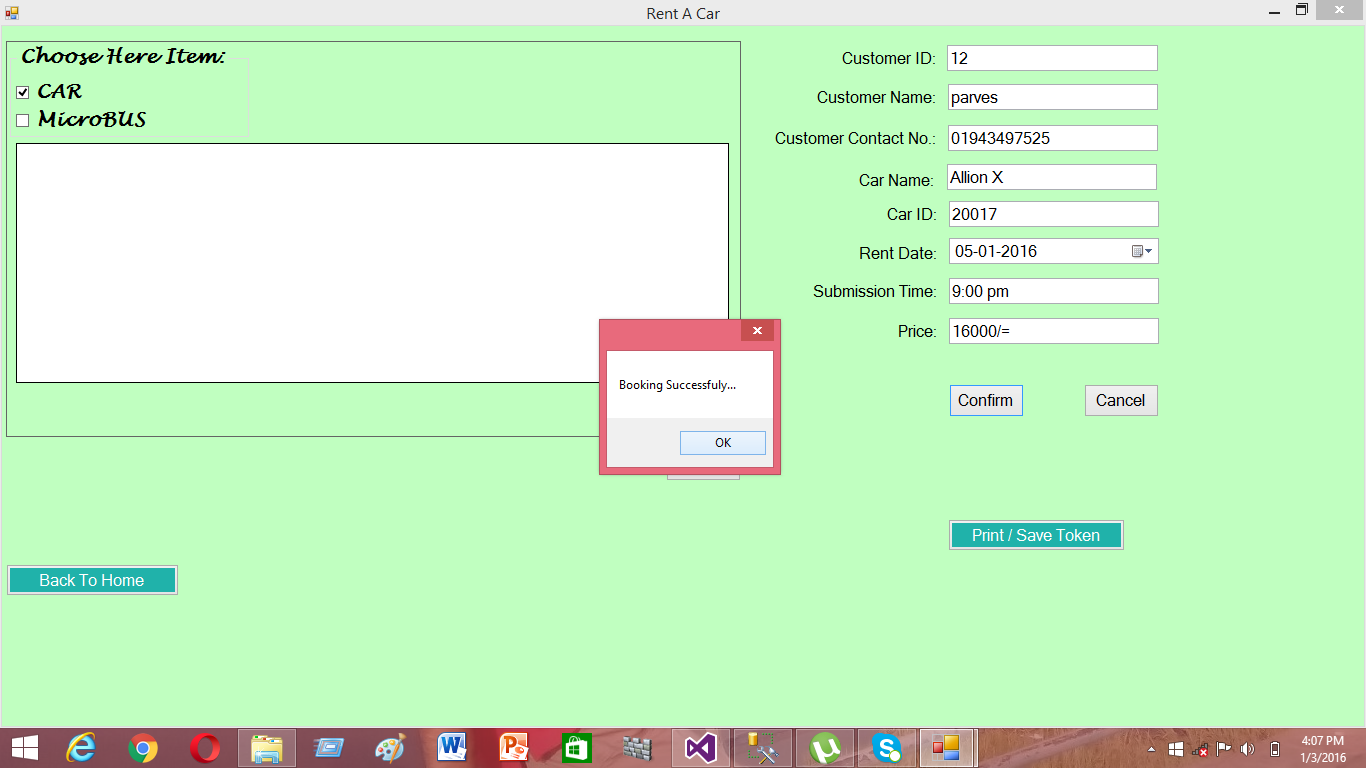 Rent A Car
Choose Here Item:
CAR
MicroBUS
Customer ID: 12
Customer Name: parves
Customer Contact No.: 01943497525
Car Name: Allion X
Car ID: 20017
Rent Date: 05-01-2016
Submission Time: 9:00 pm
Price: 16000/=
Booking Successfuly...
OK
Confirm Cancel
Print / Save Token
Back To Home
4:07 PM
1/3/2016